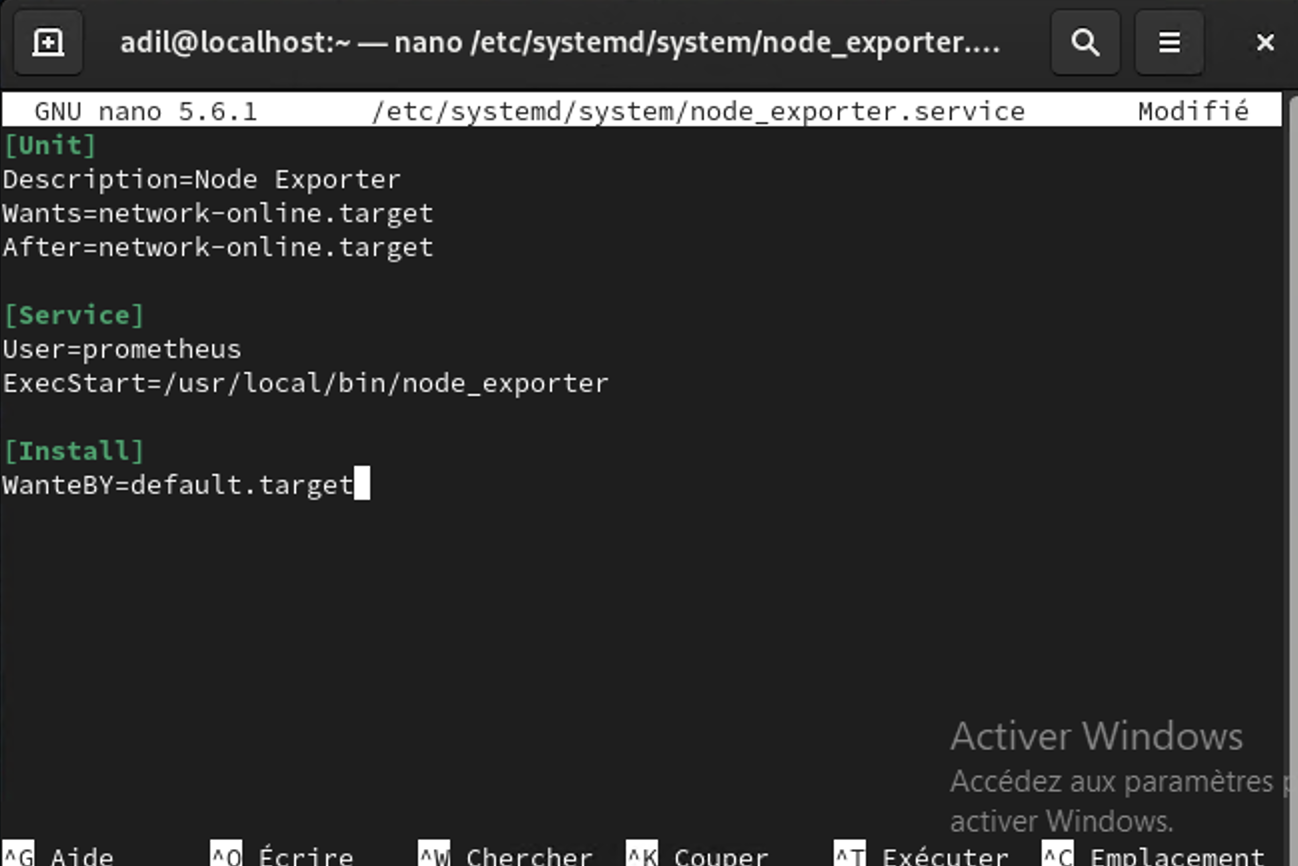 adil@localhost:~ — nano /etc/systemd/system/node_exporter....
GNU nano 5.6.1 /etc/systemd/system/node_exporter.service Modifié
[Unit]
Description=Node Exporter
Wants=network-online.target
After=network-online.target
[Service]
User=prometheus
ExecStart=/usr/local/bin/node_exporter
[Install]
WanteBY=default.target
Activer Windows
Accédez aux paramètres p
activer Windows.
^G Aide ^O Écrire ^W Chercher ^K Couper ^T Exécuter ^C Emplacement